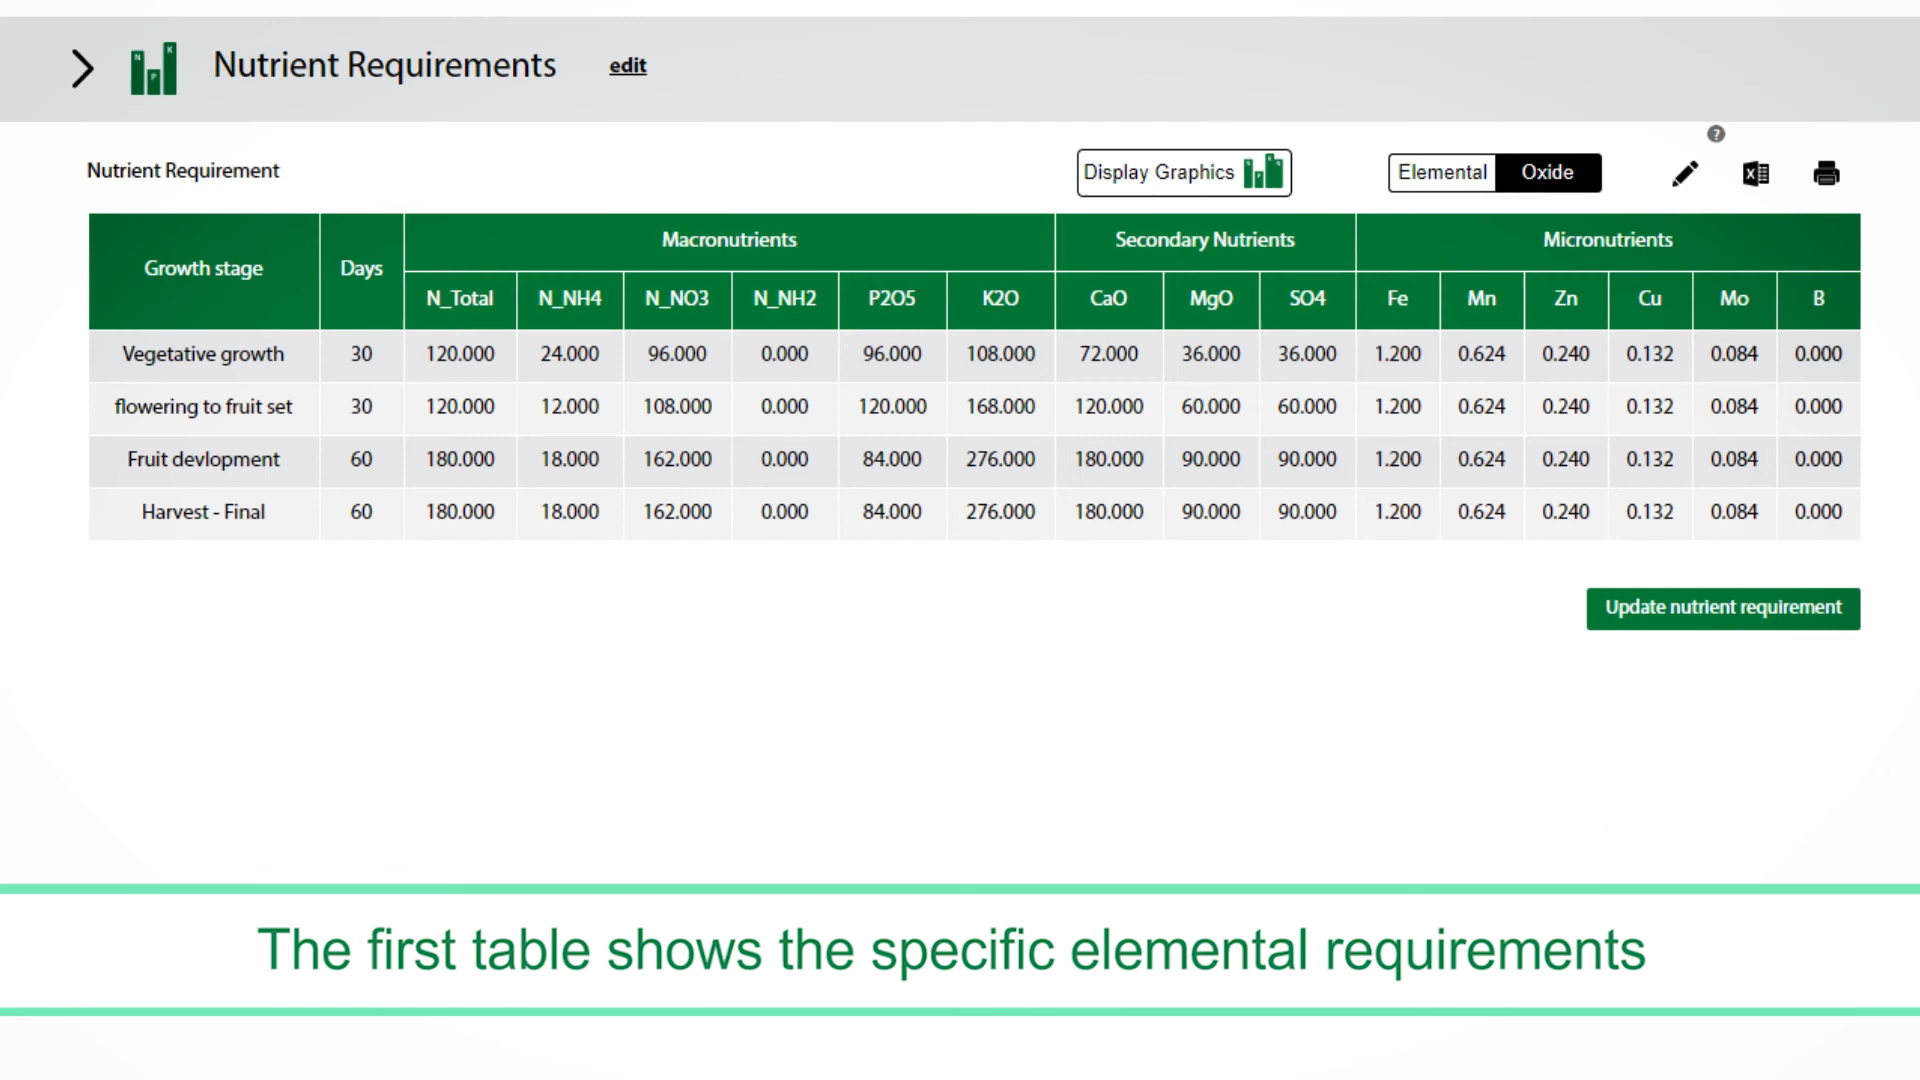 Nutrient Requirements edit
Nutrient Requirement Display Graphics Elemental Oxide ?
Macronutrients Secondary Nutrients Micronutrients
Growth stage Days
N_Total N_NH4 N_NO3 N_NH2 P2O5 K2O CaO MgO SO4 Fe Mn Zn Cu Mo B
Vegetative growth 30 120.000 24.000 96.000 0.000 96.000 108.000 72.000 36.000 36.000 1.200 0.624 0.240 0.132 0.084 0.000
flowering to fruit set 30 120.000 12.000 108.000 0.000 120.000 168.000 120.000 60.000 60.000 1.200 0.624 0.240 0.132 0.084 0.000
Fruit devlopment 60 180.000 18.000 162.000 0.000 84.000 276.000 180.000 90.000 90.000 1.200 0.624 0.240 0.132 0.084 0.000
Harvest - Final 60 180.000 18.000 162.000 0.000 84.000 276.000 180.000 90.000 90.000 1.200 0.624 0.240 0.132 0.084 0.000
Update nutrient requirement
The first table shows the specific elemental requirements